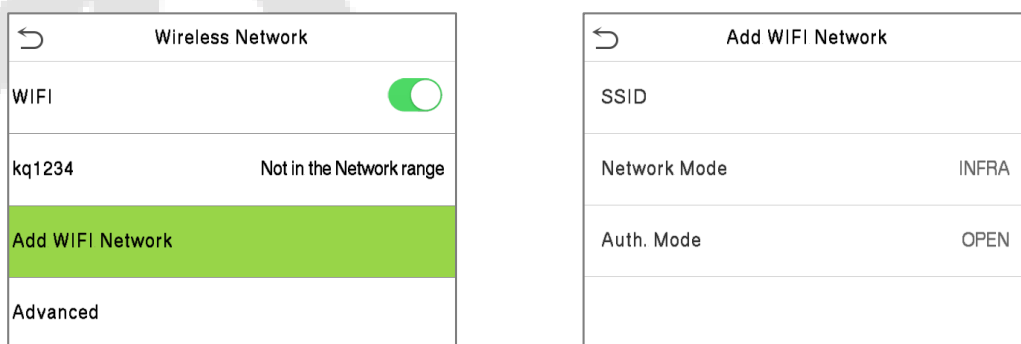 Wireless Network
WIFI
kq1234 Not in the Network range
Add WIFI Network
Advanced
Add WIFI Network
SSID
Network Mode INFRA
Auth. Mode OPEN